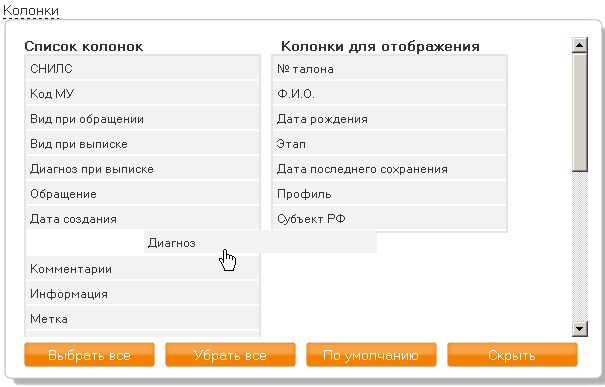 Колонки
Список колонок
СНИЛС
Код МУ
Вид при обращении
Вид при выписке
Диагноз при выписке
Обращение
Дата создания
Диагноз
Комментарии
Информация
Метка
Колонки для отображения
№ талона
Ф.И.О.
Дата рождения
Этап
Дата последнего сохранения
Профиль
Субъект РФ
Выбрать все
Убрать все
По умолчанию
Скрыть